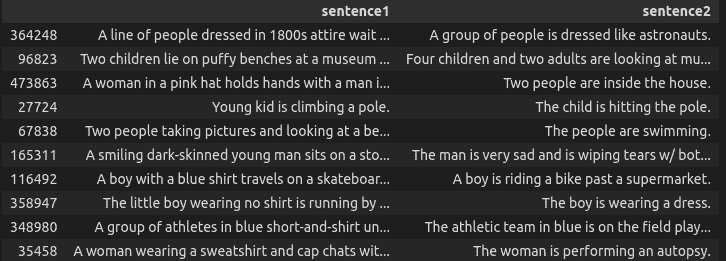 sentence1 sentence2
364248 A line of people dressed in 1800s attire wait ... A group of people is dressed like astronauts.
96823 Two children lie on puffy benches at a museum ... Four children and two adults are looking at mu...
473863 A woman in a pink hat holds hands with a man i... Two people are inside the house.
27724 Young kid is climbing a pole. The child is hitting the pole.
67838 Two people taking pictures and looking at a be... The people are swimming.
165311 A smiling dark-skinned young man sits on a sto... The man is very sad and is wiping tears w/ bot...
116492 A boy with a blue shirt travels on a skateboar... A boy is riding a bike past a supermarket.
358947 The little boy wearing no shirt is running by ... The boy is wearing a dress.
348980 A group of athletes in blue short-and-shirt un... The athletic team in blue is on the field play...
35458 A woman wearing a sweatshirt and cap chats wit... The woman is performing an autopsy.